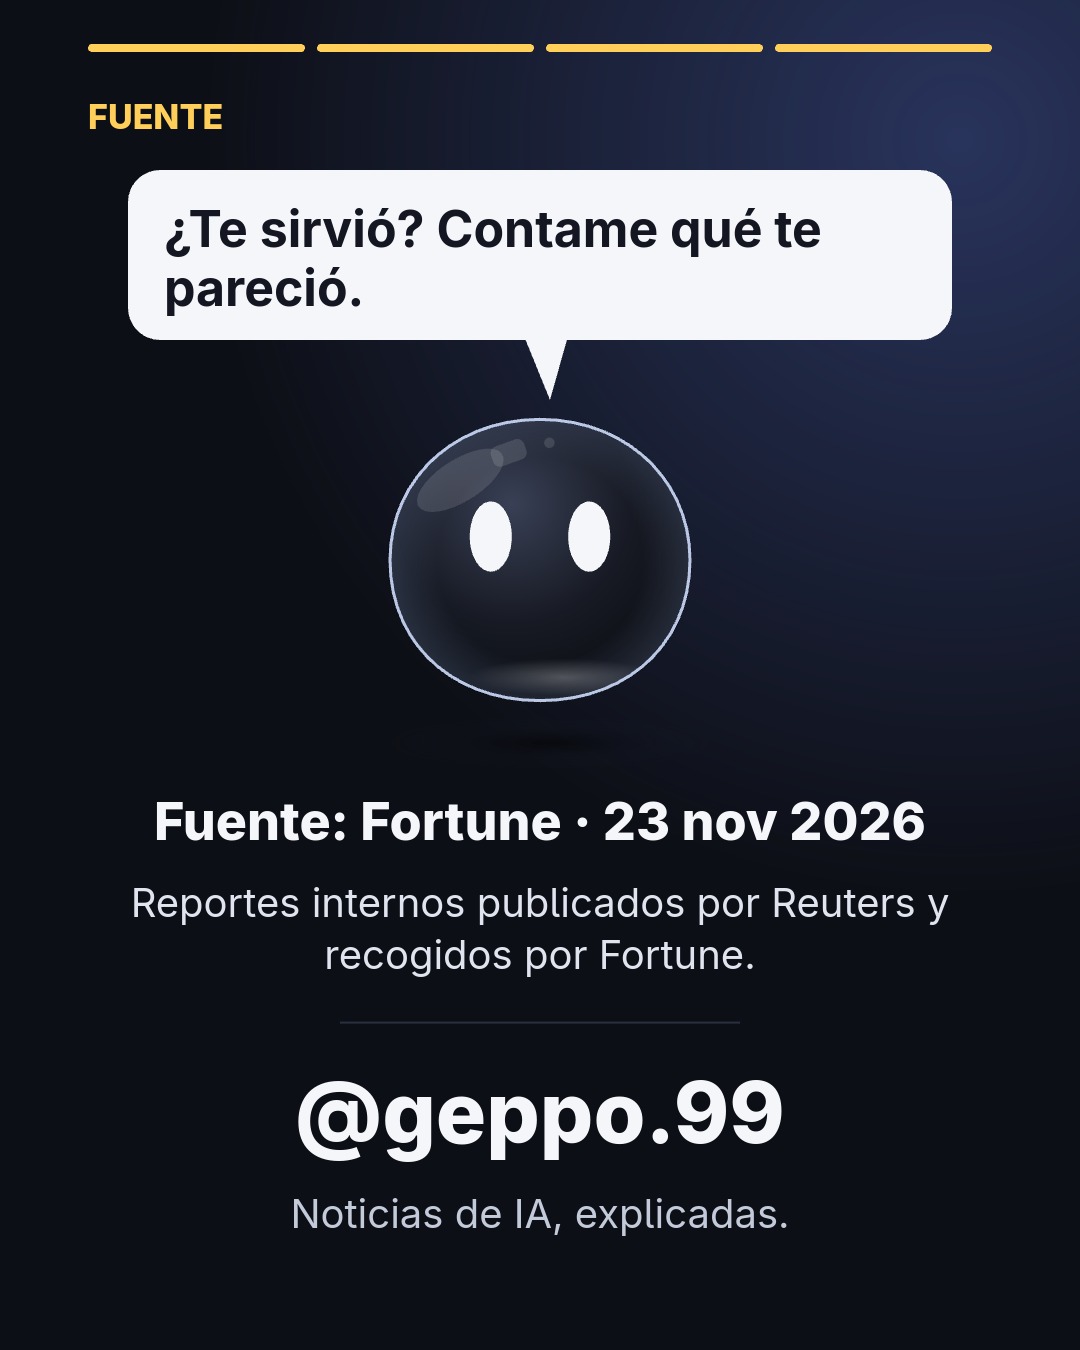 FUENTE
¿Te sirvió? Contame qué te
pareció.
Fuente: Fortune · 23 nov 2026
Reportes internos publicados por Reuters y
recogidos por Fortune.
@geppo.99
Noticias de IA, explicadas.